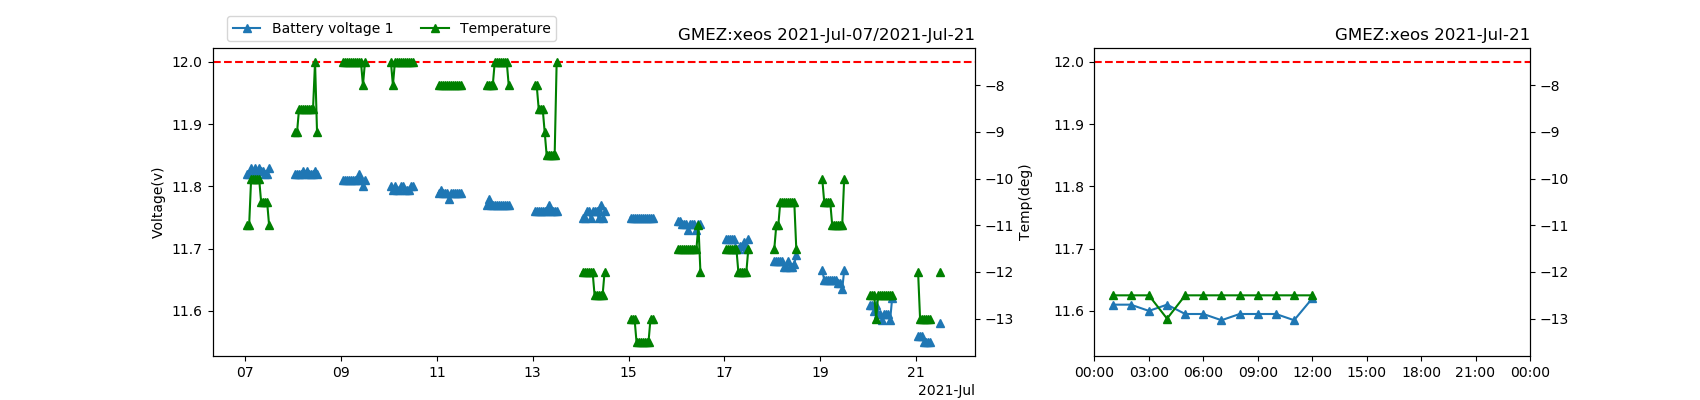 Battery voltage 1 Temperature
GMEZ:xeos 2021-Jul-07/2021-Jul-21
12.0
11.9
11.8
11.7
11.6
Voltage(v)
−8
−9
−10
−11
−12
−13
Temp(deg)
07 09 11 13 15 17 19 21
2021-Jul
GMEZ:xeos 2021-Jul-21
12.0
11.9
11.8
11.7
11.6
−8
−9
−10
−11
−12
−13
00:00 03:00 06:00 09:00 12:00 15:00 18:00 21:00 00:00